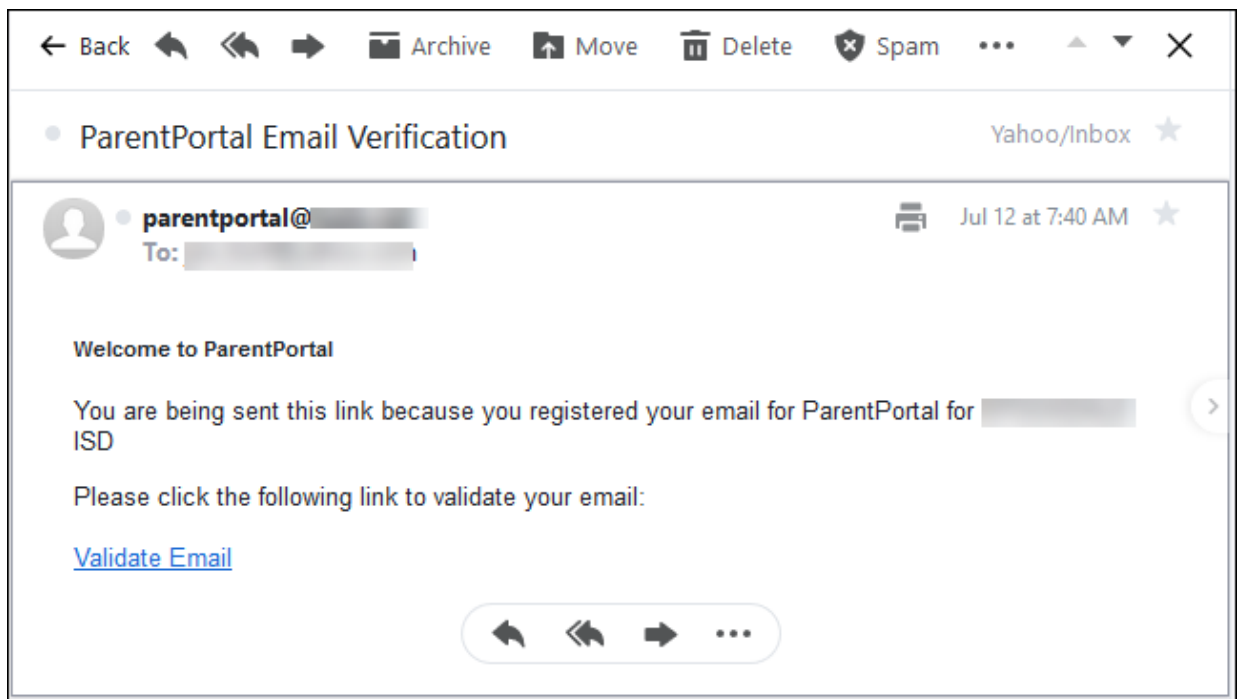 Back Archive Move Delete Spam
ParentPortal Email Verification Yahoo/Inbox
parentportal@ Jul 12 at 7:40 AM
To:
Welcome to ParentPortal
You are being sent this link because you registered your email for ParentPortal for
ISD
Please click the following link to validate your email:
Validate Email